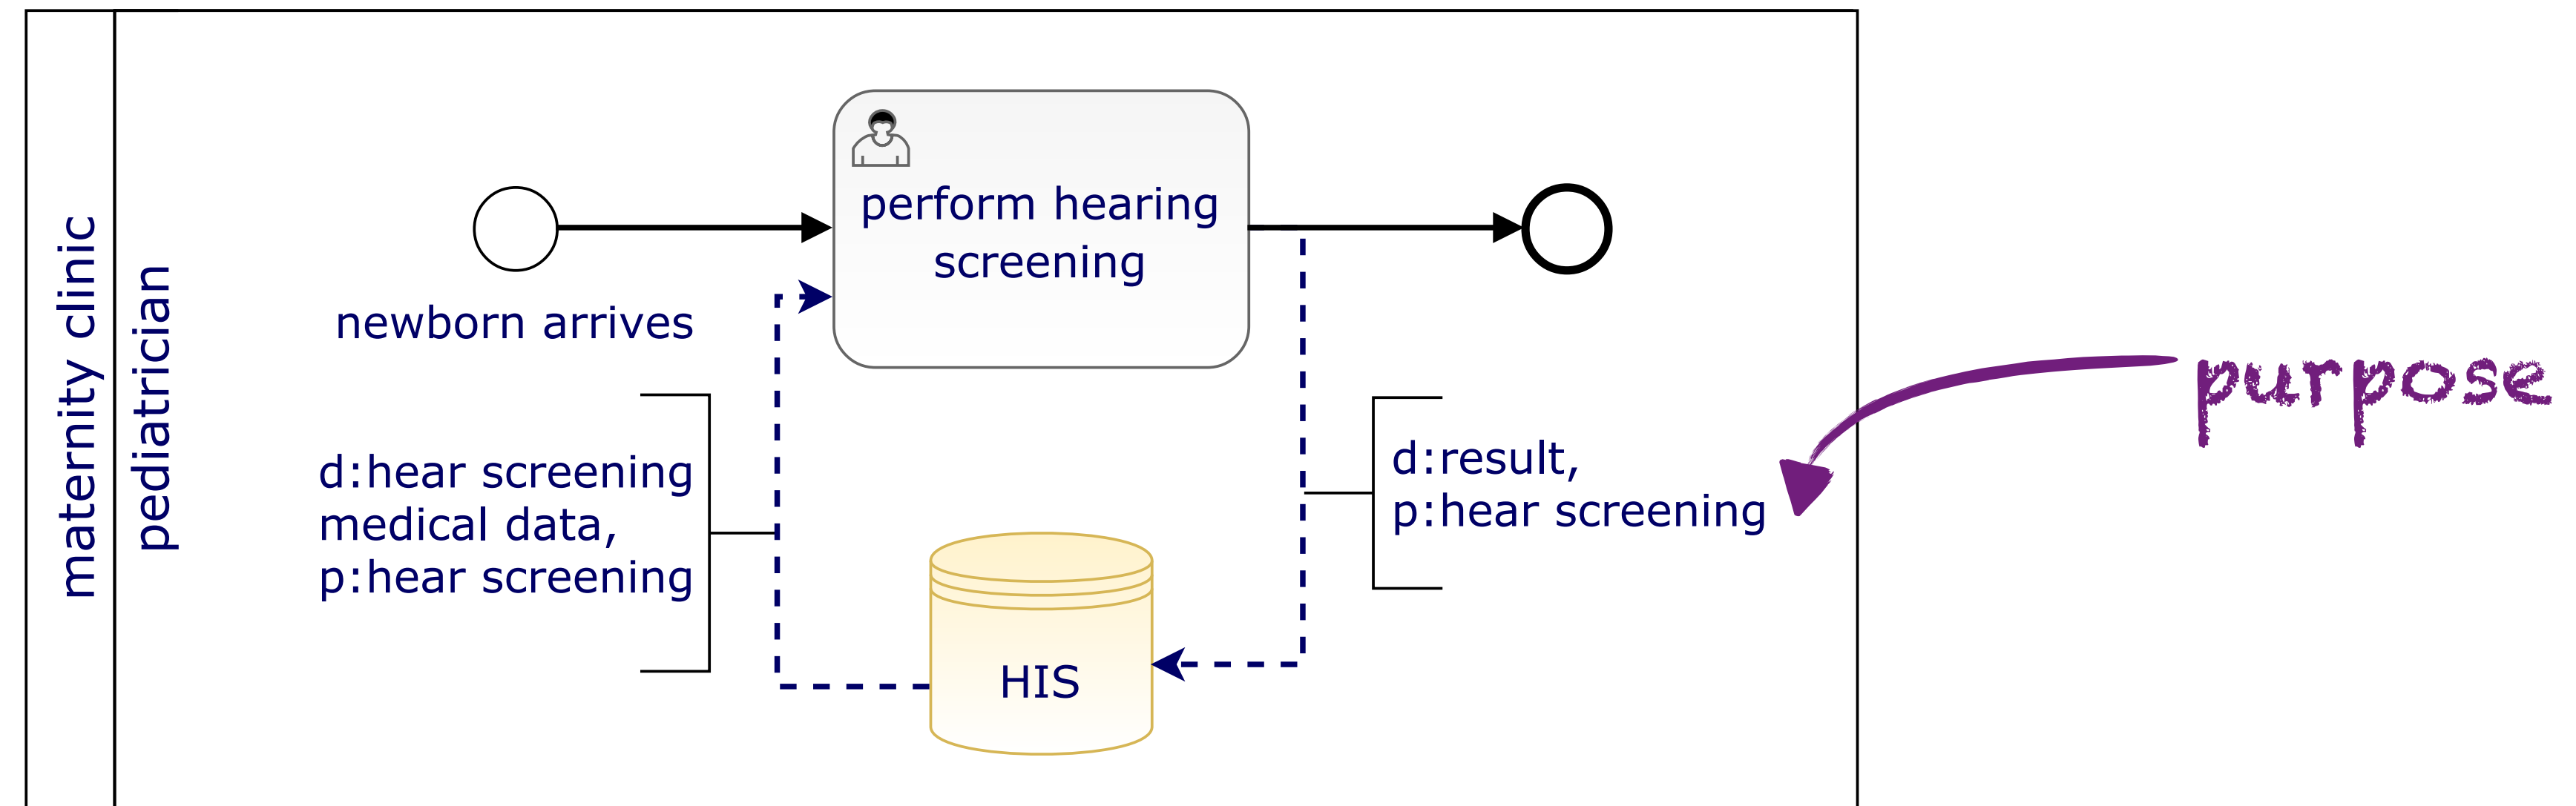 maternity clinic
pediatrician
newborn arrives
perform hearing
screening
d:hear screening
medical data,
p:hear screening
HIS
d:result,
p:hear screening
purpose